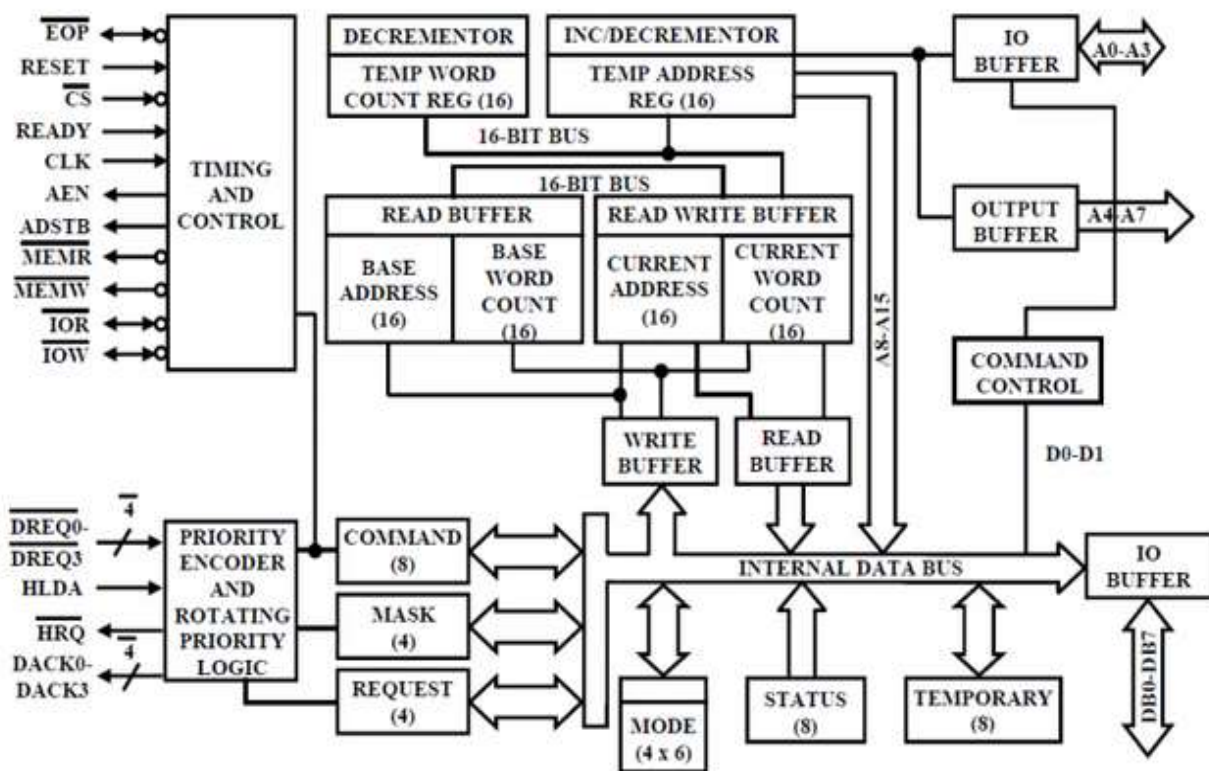 EOP
RESET
CS
READY
CLK
AEN
ADSTB
MEMR
MEMW
IOR
IOW
TIMING
AND
CONTROL
DECREMENTOR
TEMP WORD
COUNT REG (16)
INC/DECREMENTOR
TEMP ADDRESS
REG (16)
16-BIT BUS
16-BIT BUS
READ BUFFER
BASE
ADDRESS
(16)
BASE
WORD
COUNT
(16)
READ WRITE BUFFER
CURRENT
ADDRESS
(16)
CURRENT
WORD
COUNT
(16)
A8-A15
IO
BUFFER
A0-A3
OUTPUT
BUFFER
A4-A7
COMMAND
CONTROL
D0-D1
WRITE
BUFFER
READ
BUFFER
DREQ0-
DREQ3
4
HLDA
HRQ
4
DACK0-
DACK3
PRIORITY
ENCODER
AND
ROTATING
PRIORITY
LOGIC
COMMAND
(8)
MASK
(4)
REQUEST
(4)
INTERNAL DATA BUS
IO
BUFFER
MODE
(4 x 6)
STATUS
(8)
TEMPORARY
(8)
DB0-DB7